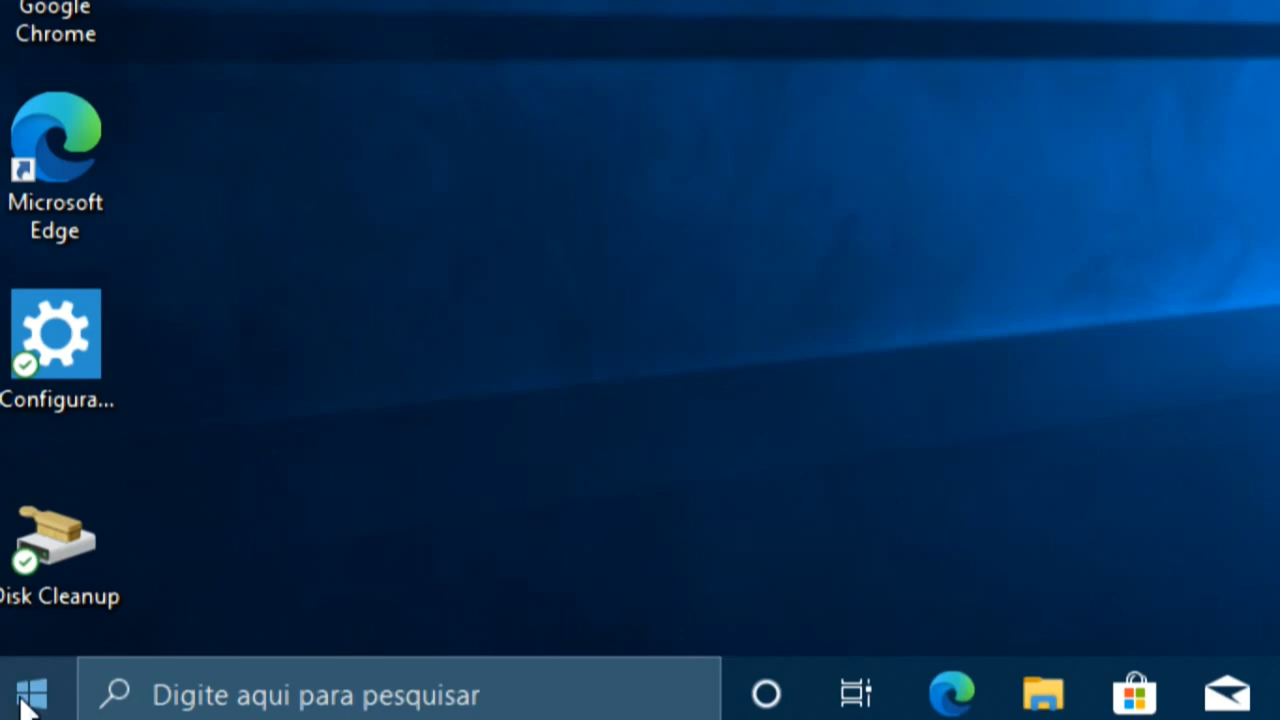 Google
Chrome
Microsoft
Edge
Configura...
Disk Cleanup
Digite aqui para pesquisar